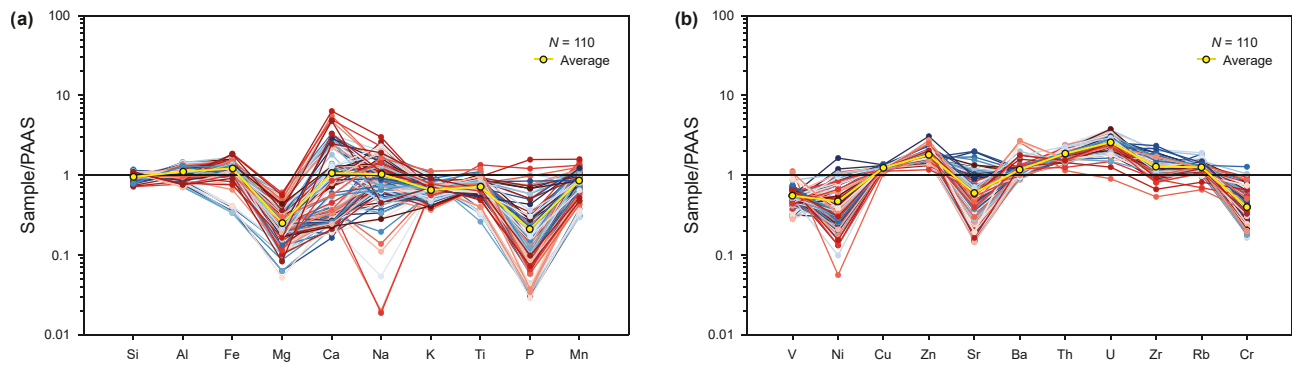 (a)
N = 110
Average
Sample/PAAS
100
10
1
0.1
0.01
Si Al Fe Mg Ca Na K Ti P Mn
(b)
N = 110
Average
Sample/PAAS
100
10
1
0.1
0.01
V Ni Cu Zn Sr Ba Th U Zr Rb Cr